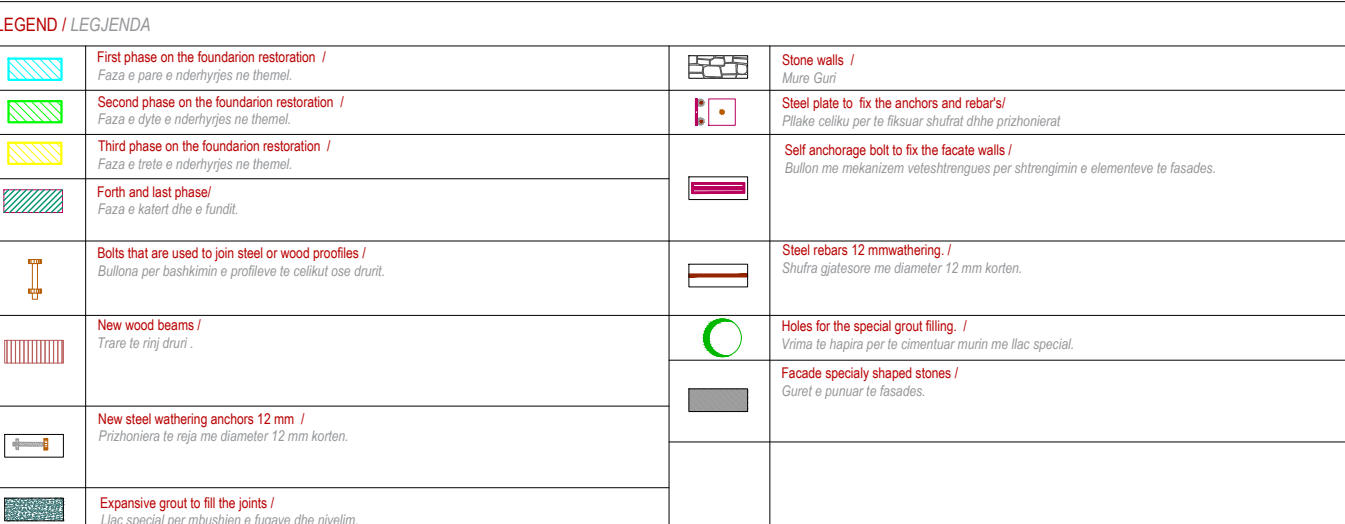 LEGEND / LEGJENDA
First phase on the foundarion restoration /
Faza e pare e nderhyrjes ne themel.
Second phase on the foundarion restoration /
Faza e dyte e nderhyrjes ne themel.
Third phase on the foundarion restoration /
Faza e trete e nderhyrjes ne themel.
Forth and last phase/
Faza e katert dhe e fundit.
Bolts that are used to join steel or wood proofiles /
Bullona per bashkimin e profileve te celikut ose drurit.
New wood beams /
Trare te rinj druri .
New steel wathering anchors 12 mm /
Prizhoniera te reja me diameter 12 mm korten.
Expansive grout to fill the joints /
Llac special per mbushjen e fugave dhe nivelim.
Stone walls /
Mure Guri
Steel plate to fix the anchors and rebar's/
Pllake celiku per te fiksuar shufrat dhhe prizhonierat
Self anchorage bolt to fix the facate walls /
Bullon me mekanizem veteshtrengues per shtrengimin e elementeve te fasades.
Steel rebars 12 mmwathering. /
Shufra gjatesore me diameter 12 mm korten.
Holes for the special grout filling. /
Vrima te hapira per te cimentuar murin me llac special.
Facade specialy shaped stones /
Guret e punuar te fasades.